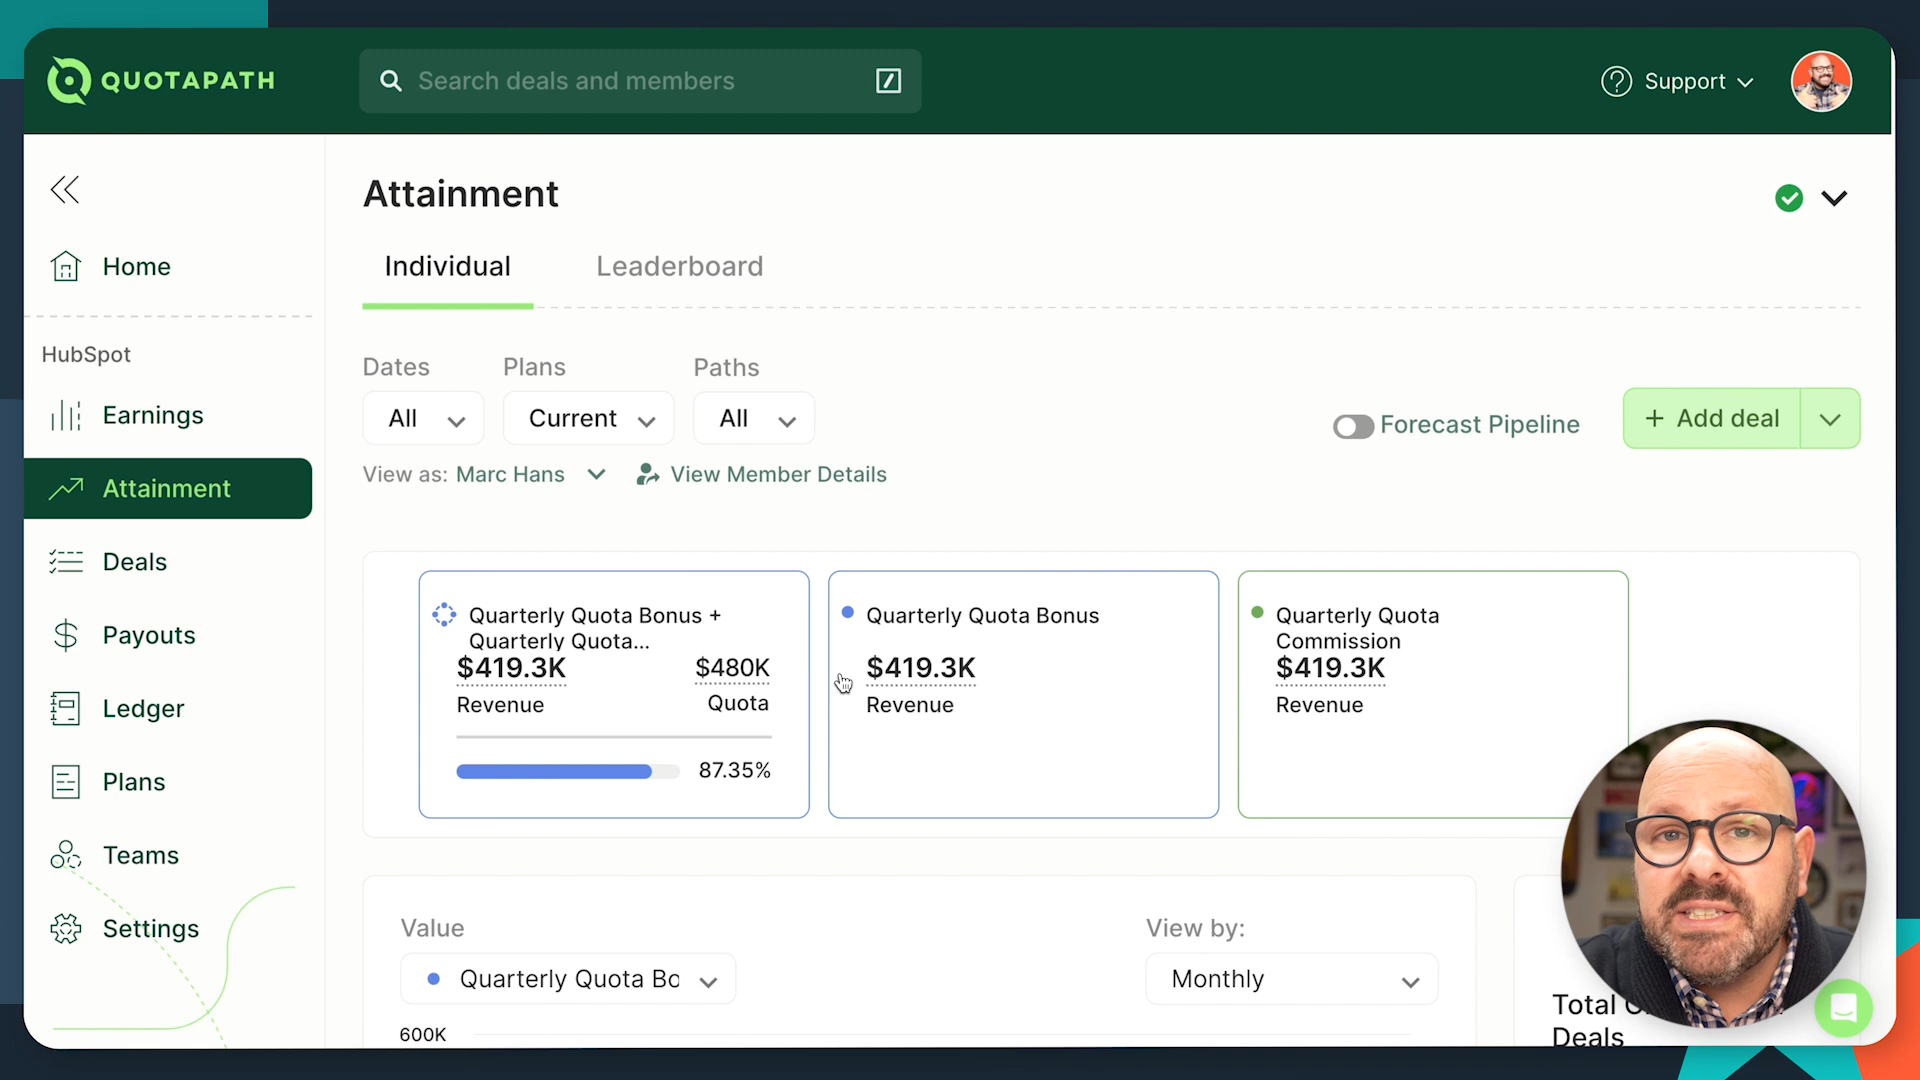 QUOTAPATH
Search deals and members
Support
Attainment
Individual
Leaderboard
Home
HubSpot
Earnings
Attainment
Deals
Payouts
Ledger
Plans
Teams
Settings
Dates
Plans
Paths
All
Current
All
Forecast Pipeline
+ Add deal
View as: Marc Hans
View Member Details
Quarterly Quota Bonus +
Quarterly Quota...
$419.3K
$480K
Revenue
Quota
87.35%
Quarterly Quota Bonus
$419.3K
Revenue
Quarterly Quota
Commission
$419.3K
Revenue
Value
View by:
Quarterly Quota Bo
Monthly
600K
Total
Deals